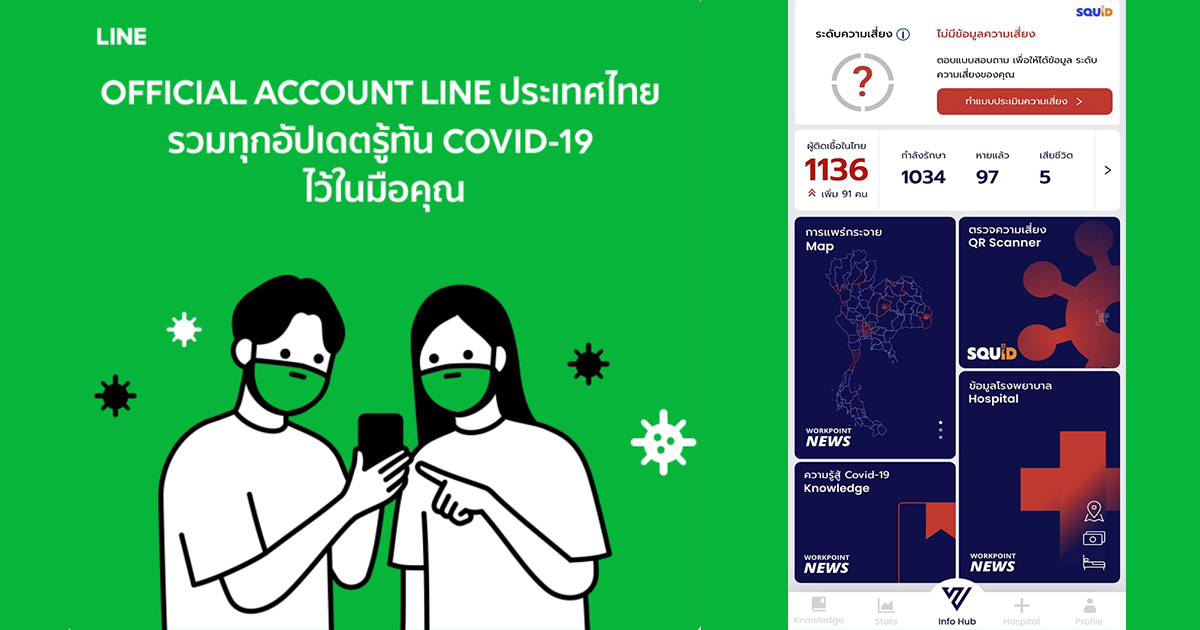 LINE
OFFICIAL ACCOUNT LINE ประเทศไทย
รวมทุกอัปเดตรู้ทัน COVID-19
ไว้ในมือคุณ
SQUID
ระดับความเสี่ยง i
ไม่มีข้อมูลความเสี่ยง
?
ตอบแบบสอบถาม เพื่อให้ได้ข้อมูล ระดับ
ความเสี่ยงของคุณ
ทำแบบประเมินความเสี่ยง >
ผู้ติดเชื้อในไทย
1136
เพิ่ม 91 คน
กำลังรักษา
1034
หายแล้ว
97
เสียชีวิต
5
>
การแพร่กระจาย
Map
WORKPOINT
NEWS
ตรวจความเสี่ยง
QR Scanner
SQUID
ข้อมูลโรงพยาบาล
Hospital
WORKPOINT
NEWS
ความรู้สู้ Covid-19
Knowledge
WORKPOINT
NEWS
Knowledge
Stats
Info Hub
Hospital
Profile